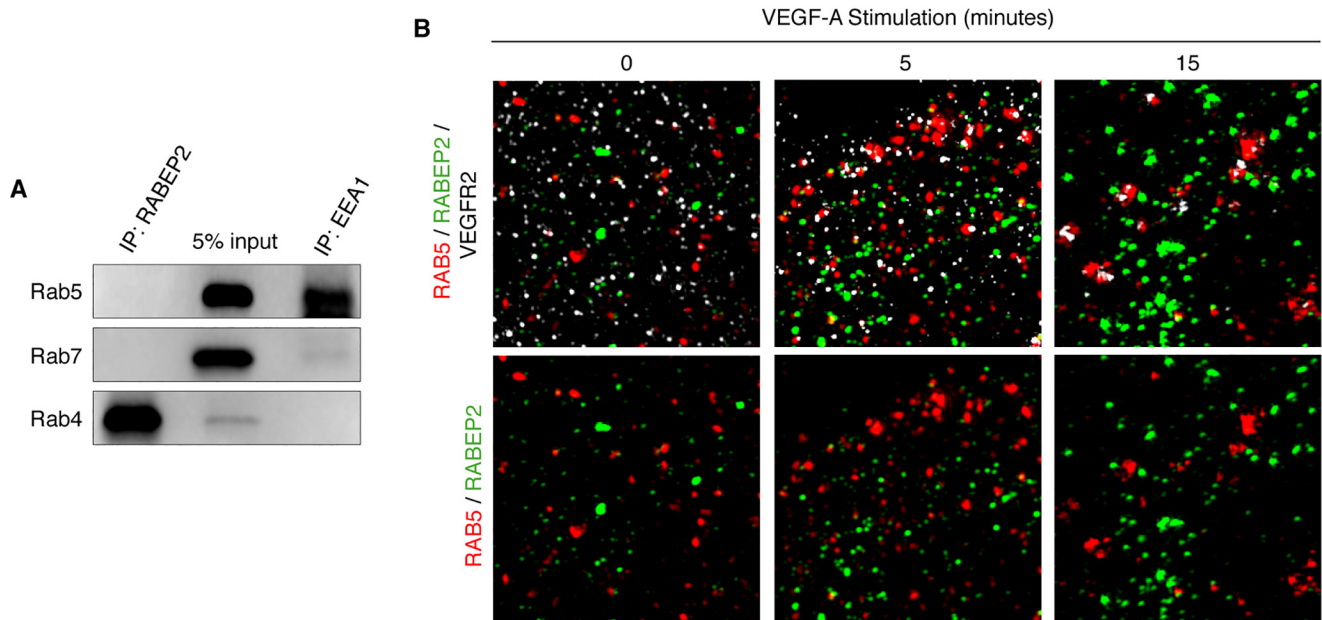 A
IP: RABEP2
5% input
IP: EEA1
Rab5
Rab7
Rab4
B
VEGF-A Stimulation (minutes)
0
5
15
RAB5 / RABEP2 /
VEGFR2
RAB5 / RABEP2